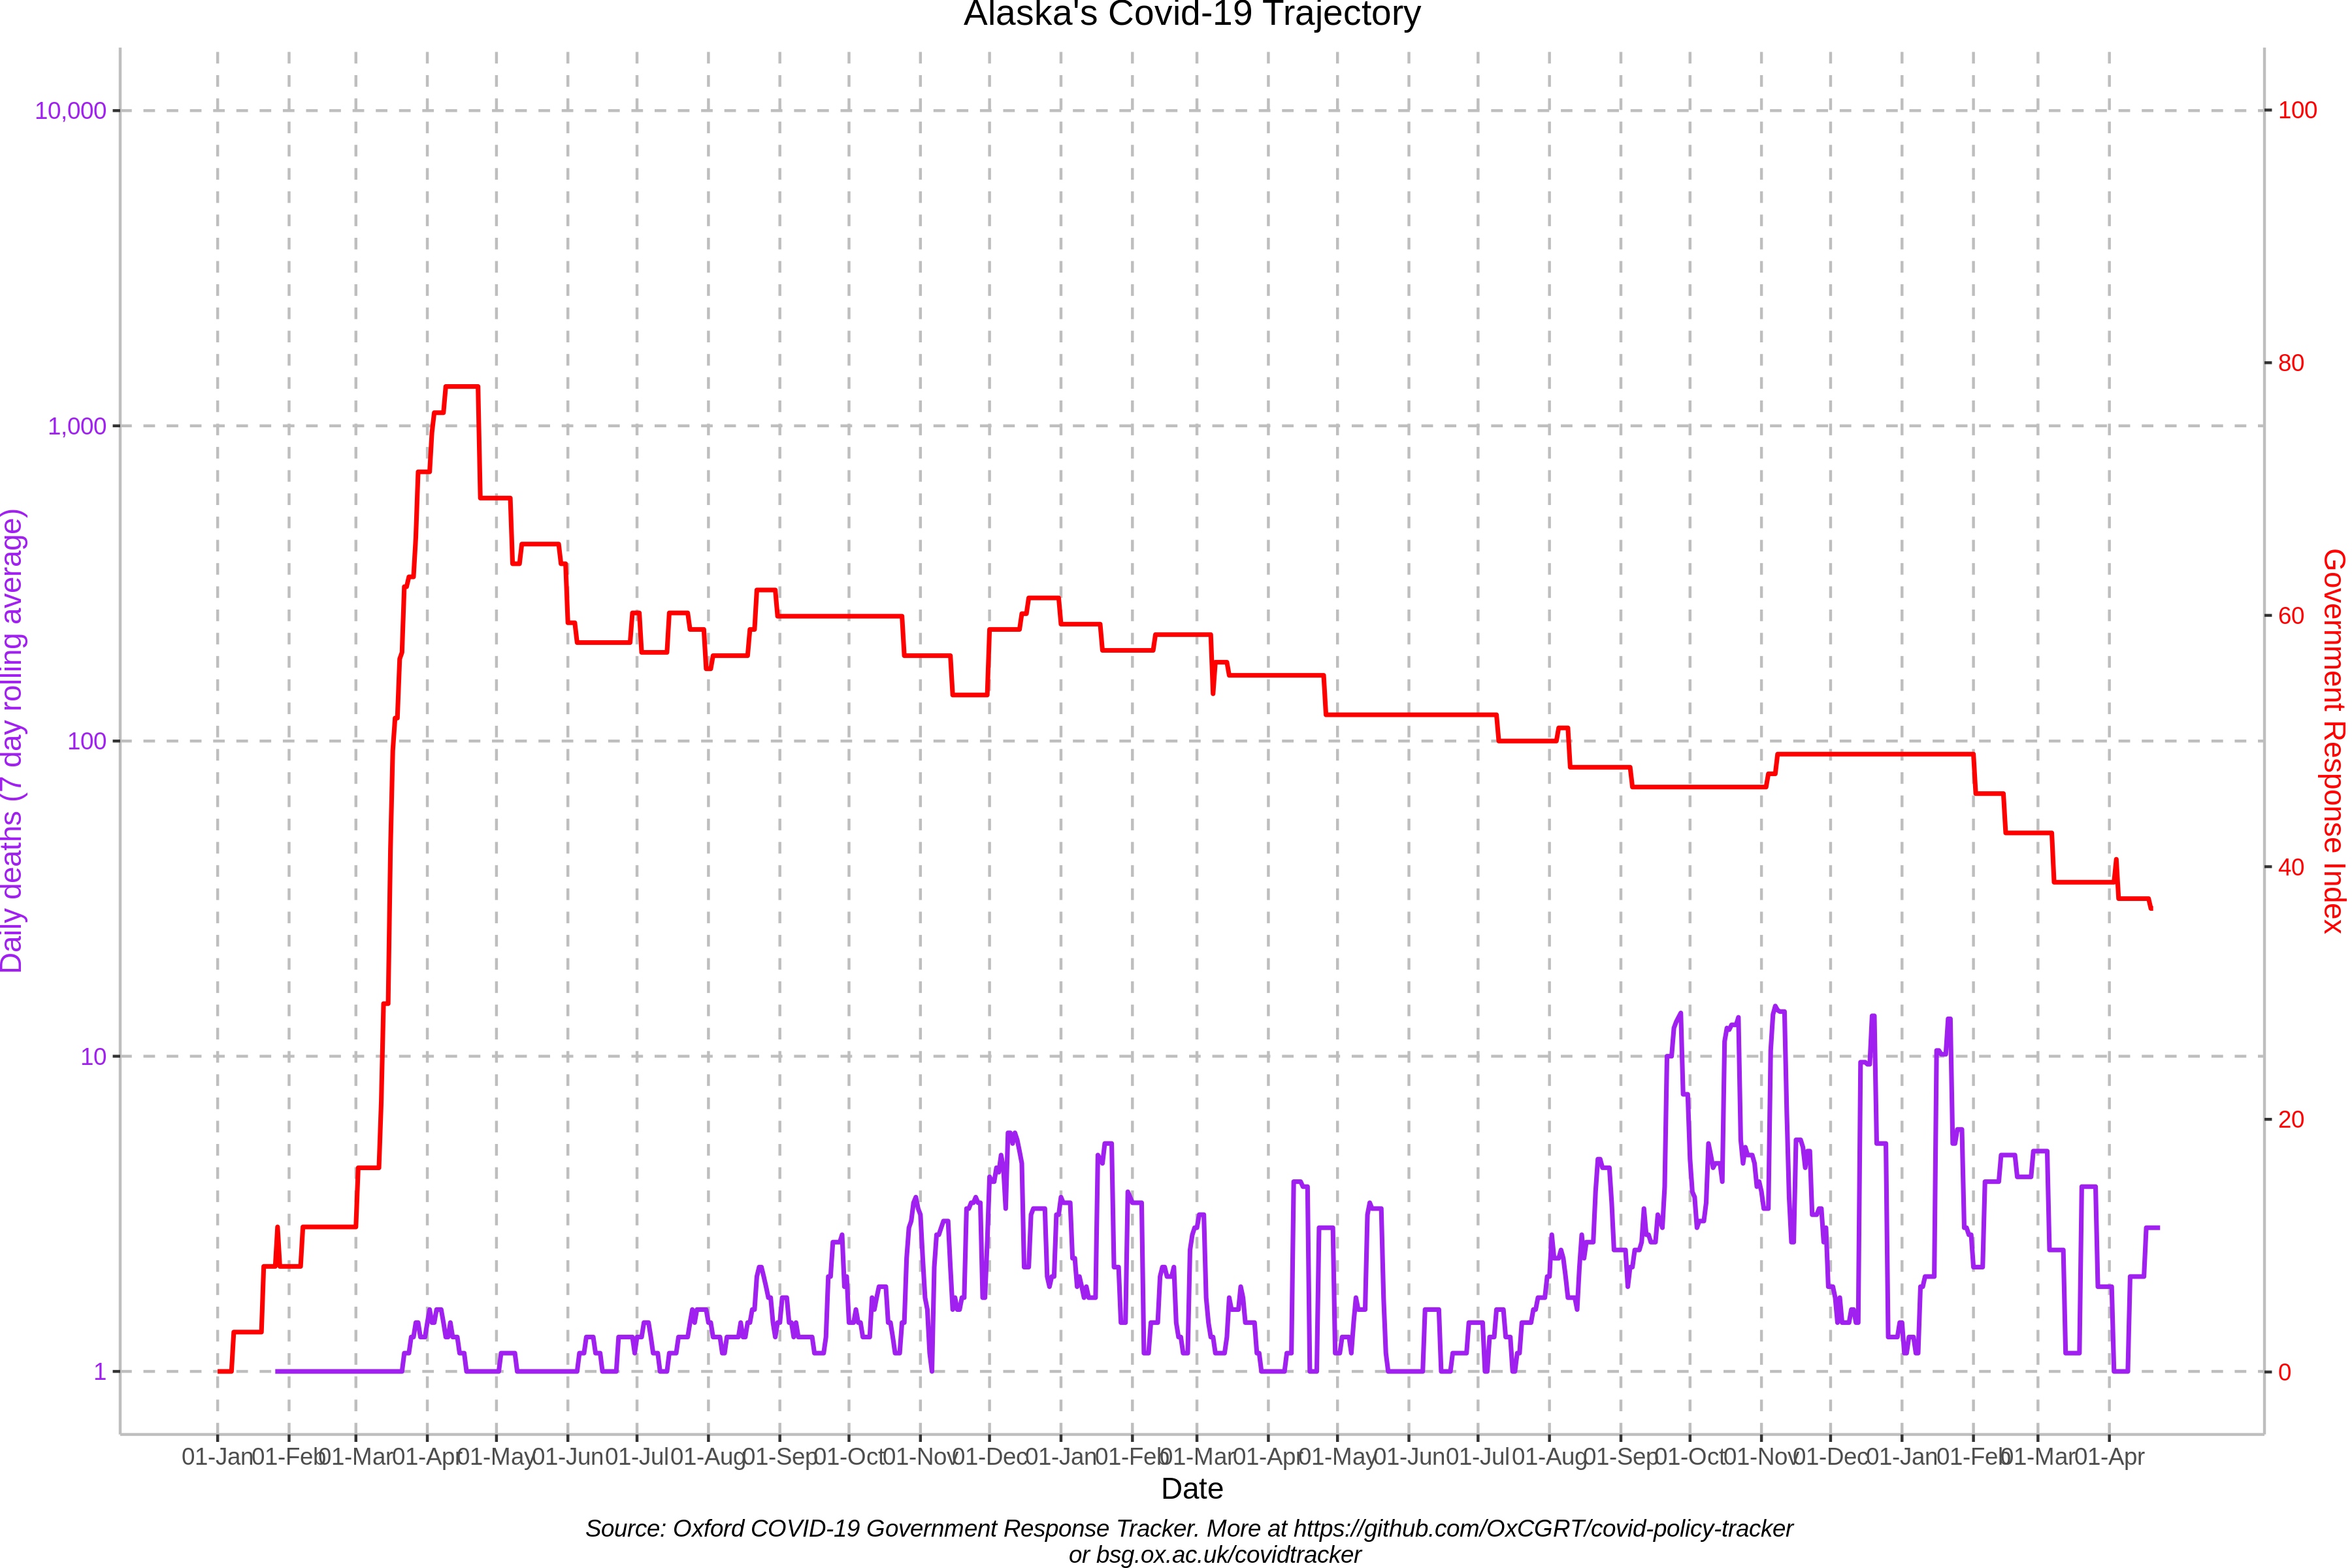 Alaska's Covid-19 Trajectory
10,000
1,000
100
10
1
Daily deaths (7 day rolling average)
100
80
60
40
20
0
Government Response Index
01-Jan 01-Feb 01-Mar 01-Apr 01-May 01-Jun 01-Jul 01-Aug 01-Sep 01-Oct 01-Nov 01-Dec 01-Jan 01-Feb 01-Mar 01-Apr 01-May 01-Jun 01-Jul 01-Aug 01-Sep 01-Oct 01-Nov 01-Dec 01-Jan 01-Feb 01-Mar 01-Apr
Date
Source: Oxford COVID-19 Government Response Tracker. More at https://github.com/OxCGRT/covid-policy-tracker
or bsg.ox.ac.uk/covidtracker